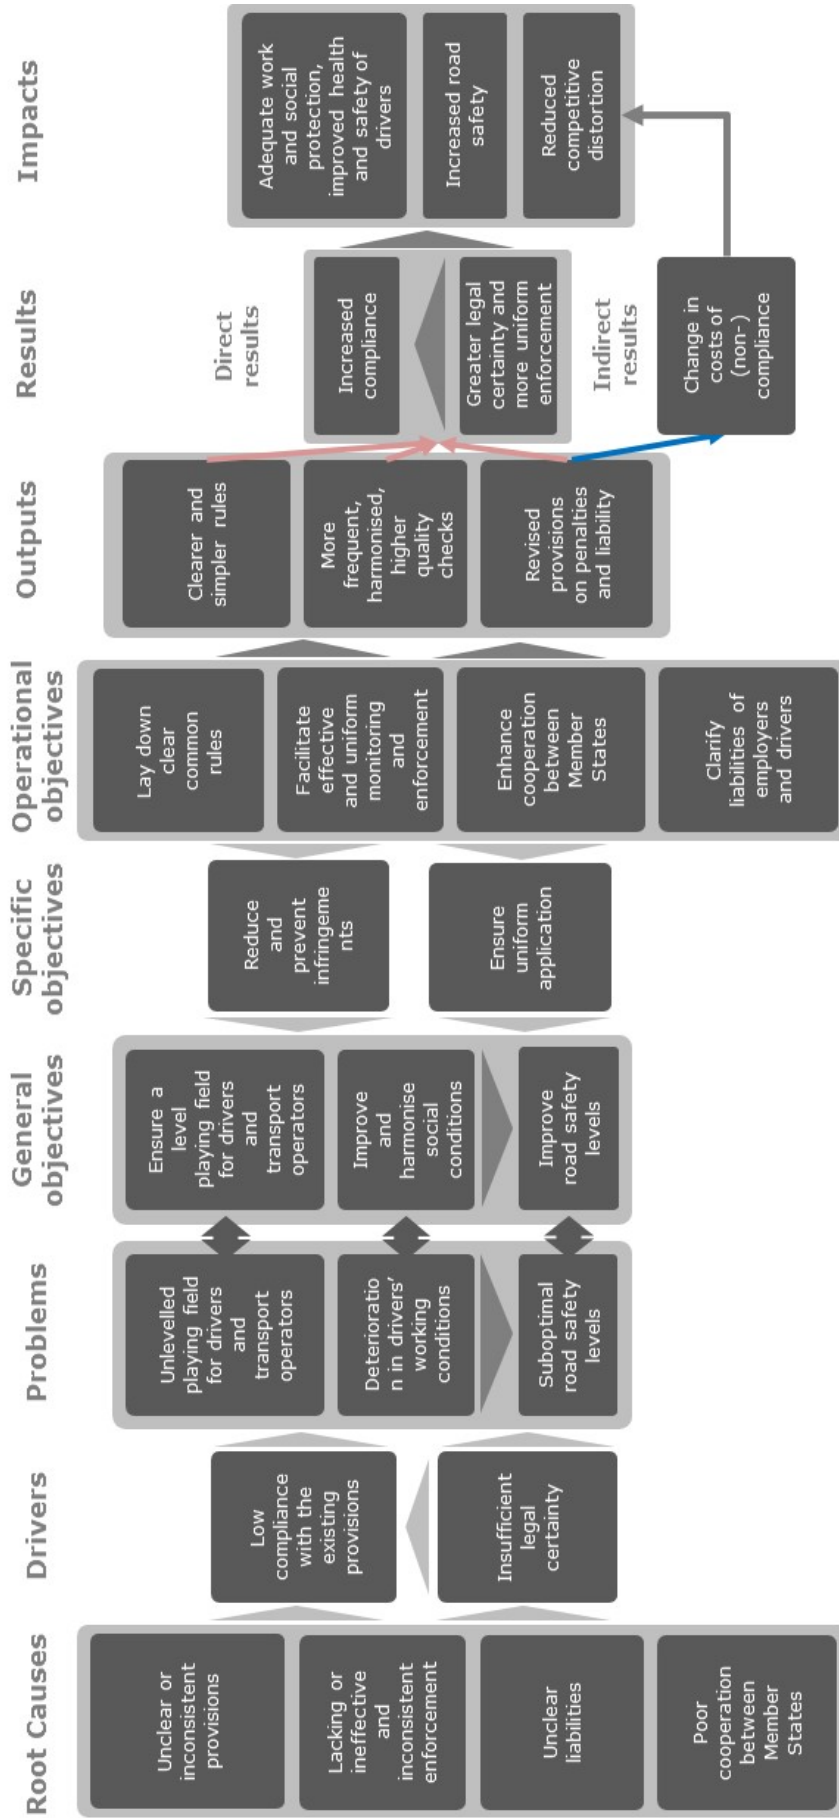 Root Causes
Unclear or
inconsistent
provisions
Lacking or
ineffective
and
inconsistent
enforcement
Unclear
liabilities
Poor
cooperation
between
Member
States
Drivers
Low
compliance
with the
existing
provisions
Insufficient
legal
certainty
Problems
Unlevelled
playing field
for drivers
and
transport
operators
Deterioratio
n in drivers’
working
conditions
Suboptimal
road safety
levels
General
objectives
Ensure a
level
playing field
for drivers
and
transport
operators
Improve
and
harmonise
social
conditions
Improve
road safety
levels
Specific
objectives
Reduce
and
prevent
infringeme
nts
Ensure
uniform
application
Operational
objectives
Lay down
clear
common
rules
Facilitate
effective
and uniform
monitoring
and
enforcement
Enhance
cooperation
between
Member
States
Clarify
liabilities of
employers
and drivers
Outputs
Clearer and
simpler rules
More
frequent,
harmonised,
higher
quality
checks
Revised
provisions
on penalties
and liability
Results
Direct
results
Increased
compliance
Greater legal
certainty and
more uniform
enforcement
Indirect
results
Change in
costs of
(non-)
compliance
Impacts
Adequate work
and social
protection,
improved health
and safety of
drivers
Increased road
safety
Reduced
competitive
distortion